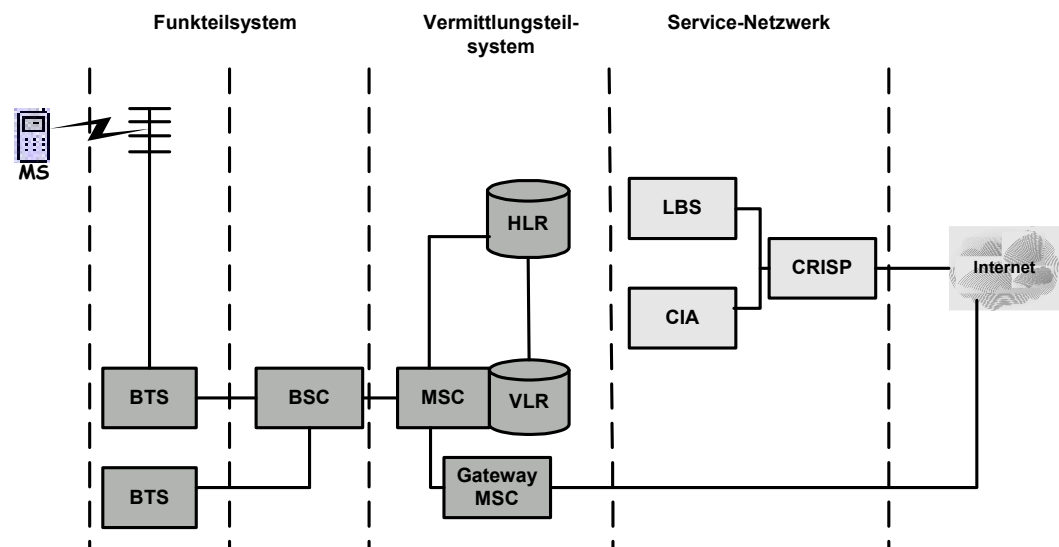 Funkteilsystem
Vermittlungsteil-
system
Service-Netzwerk
MS
HLR
LBS
CRISP
Internet
CIA
BTS
BSC
MSC
VLR
BTS
Gateway
MSC